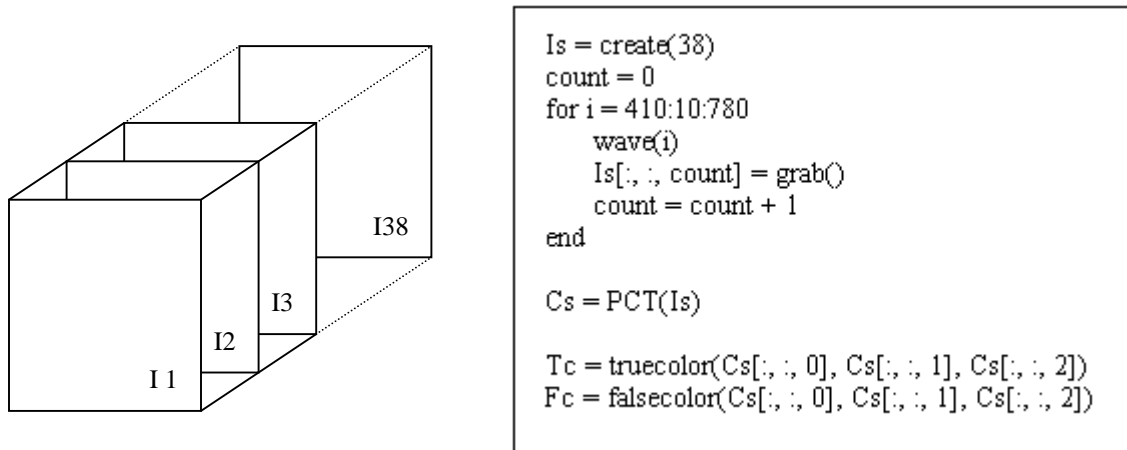 I38
I3
I2
I 1
Is = create(38)
count = 0
for i = 410:10:780
wave(i)
Is[:, :, count] = grab()
count = count + 1
end
Cs = PCT(Is)
Tc = truecolor(Cs[:, :, 0], Cs[:, :, 1], Cs[:, :, 2])
Fc = falsecolor(Cs[:, :, 0], Cs[:, :, 1], Cs[:, :, 2])